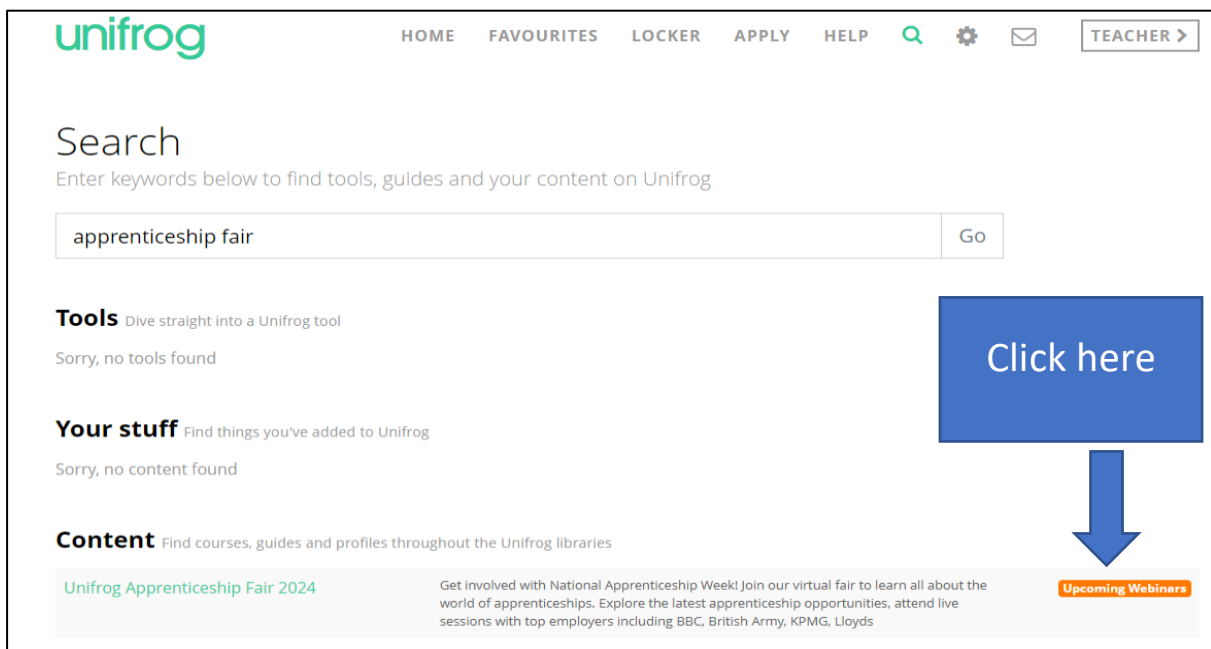 unifrog
HOME FAVOURITES LOCKER APPLY HELP TEACHER >
Search
Enter keywords below to find tools, guides and your content on Unifrog
apprenticeship fair Go
Tools Dive straight into a Unifrog tool
Sorry, no tools found
Click here
Your stuff Find things you've added to Unifrog
Sorry, no content found
Content Find courses, guides and profiles throughout the Unifrog libraries
Unifrog Apprenticeship Fair 2024
Get involved with National Apprenticeship Week! Join our virtual fair to learn all about the
world of apprenticeships. Explore the latest apprenticeship opportunities, attend live
sessions with top employers including BBC, British Army, KPMG, Lloyds
Upcoming Webinars